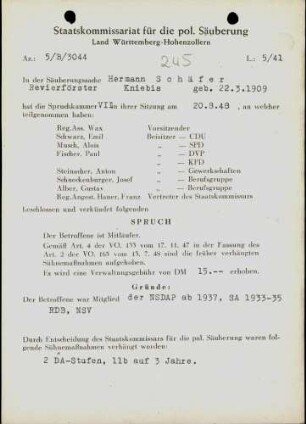 Staatskommissariat für die pol. Säuberung
Land Württemberg-Hohenzollern
Az.: 5/B/3044 L.: 5/41
245
In der Säuberungssache Hermann Schäfer
Revierförster Kniebis geb. 22.3.1909
hat die Spruchkammer VII in ihrer Sitzung am 20.8.48, an welcher
teilgenommen haben:
Reg.Ass. Wax Vorsitzender
Schwarz, Emil Beisitzer — CDU
Munch, Alois „ — SPD
Fischer, Paul „ — DVP
„ — KPD
Steinacker, Anton „ — Gewerkschaften
Schneckenburger, Josef „ — Berufsgruppe
Alber, Gustav „ — Berufsgruppe
Reg.Angest. Hauer, Franz Vertreter des Staatskommissars
beschlossen und verkündet folgenden
SPRUCH
Der Betroffene ist Mitläufer.
Gemäß Art. 4 der VO. 133 vom 17. 11. 47 in der Fassung des
Art. 2 der VO. 165 vom 13. 7. 48 sind die früher verhängten
Sühnemaßnahmen aufgehoben.
Es wird eine Verwaltungsgebühr von DM 15.-- erhoben.
Gründe:
Der Betroffene war Mitglied der NSDAP ab 1937, SA 1933-35
RDB, NSV
Durch Entscheidung des Staatskommissars für die pol. Säuberung waren fol-
gende Sühnemaßnahmen verhängt worden:
2 DA-Stufen, 11b auf 3 Jahre.